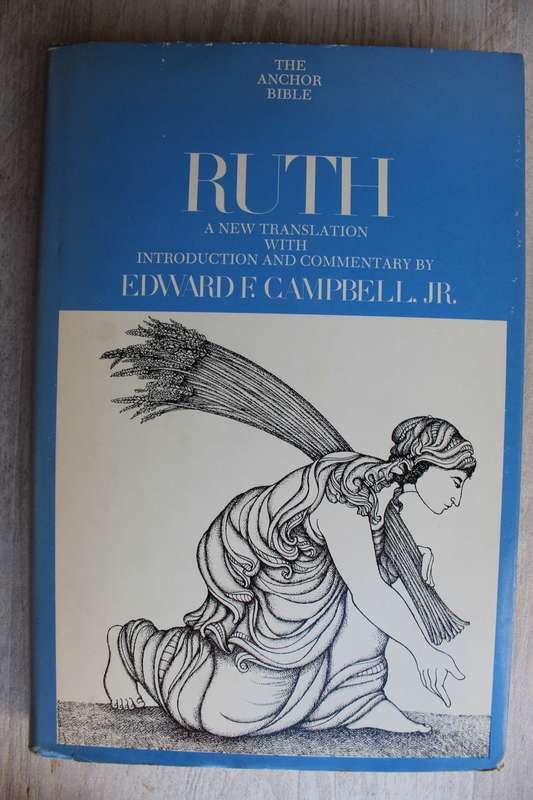 THE
ANCHOR
BIBLE
RUTH
A NEW TRANSLATION
WITH
INTRODUCTION AND COMMENTARY BY
EDWARD F. CAMPBELL, JR.